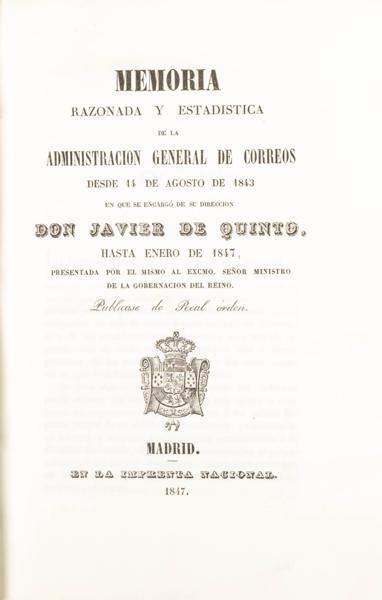 MEMORIA
RAZONADA Y ESTADISTICA
DE LA
ADMINISTRACION GENERAL DE CORREOS
DESDE 14 DE AGOSTO DE 1843
EN QUE SE ENCARGÓ DE SU DIRECCION
DON JAVIER DE QUINTO,
HASTA ENERO DE 1847,
PRESENTADA POR EL MISMO AL EXCMO. SEÑOR MINISTRO
DE LA GOBERNACION DEL REINO.
Publicase de Real órden.
MADRID.
EN LA IMPRENTA NACIONAL.
1847.